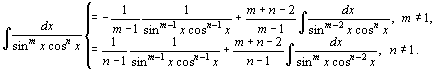 ∫ dx / (sin^m x cos^n x) { = − 1/(m−1) · 1/(sin^(m−1) x cos^(n−1) x) + (m+n−2)/(m−1) ∫ dx / (sin^(m−2) x cos^n x), m ≠ 1,
= 1/(n−1) · 1/(sin^(m−1) x cos^(n−1) x) + (m+n−2)/(n−1) ∫ dx / (sin^m x cos^(n−2) x), n ≠ 1.